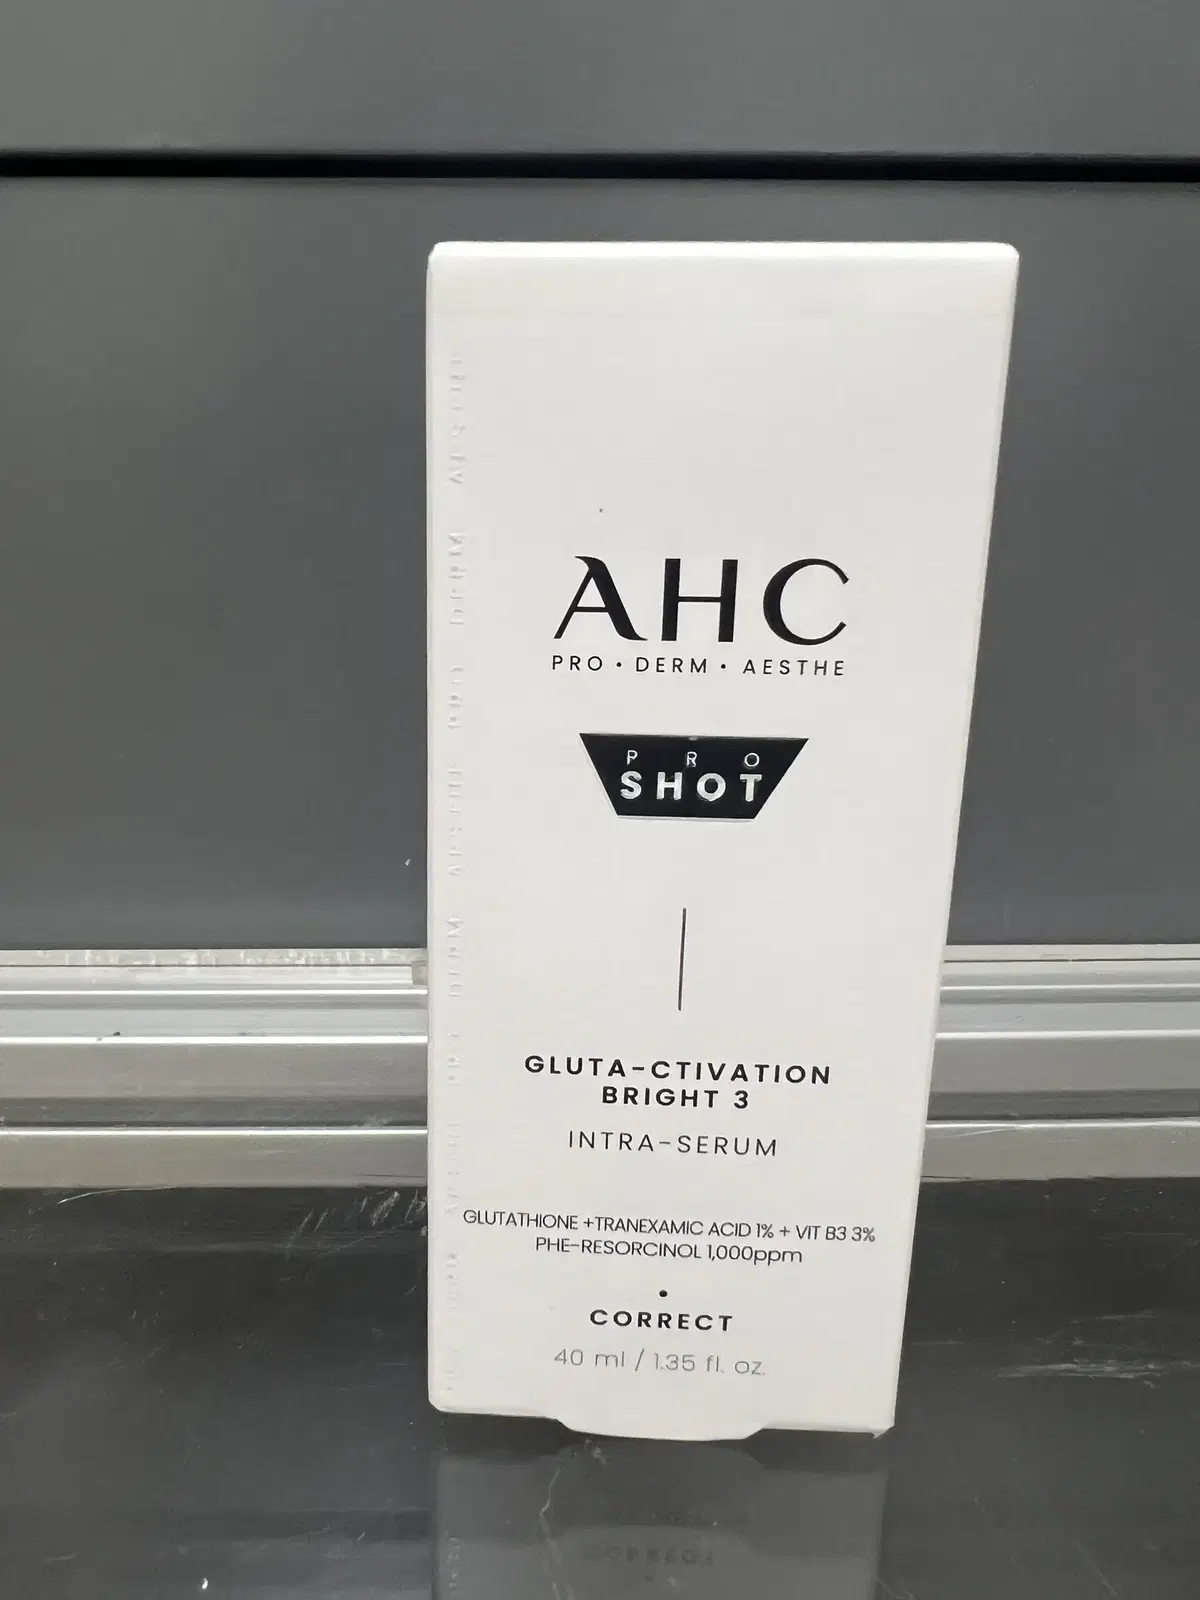 AHC
PRO • DERM • AESTHE
PRO
SHOT
GLUTA-CTIVATION
BRIGHT 3
INTRA-SERUM
GLUTATHIONE +TRANEXAMIC ACID 1% + VIT B3 3%
PHE-RESORCINOL 1,000ppm
•
CORRECT
40 ml / 1.35 fl. oz.